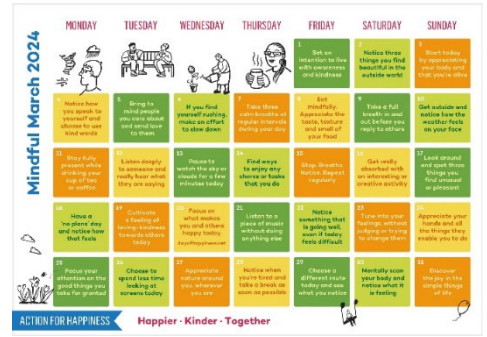 MONDAY TUESDAY WEDNESDAY THURSDAY FRIDAY SATURDAY SUNDAY
Mindful March 2024
1
Set an
intention to live
with awareness
and kindness
2
Notice three
things you find
beautiful in the
outside world
3
Start today
by appreciating
your body and
that you're alive
4
Notice how
you speak to
yourself and
choose to use
kind words
5
Bring to
mind people
you care about
and send love
to them
6
If you find
yourself rushing,
make an effort
to slow down
7
Take three
calm breaths at
regular intervals
during your day
8
Eat
mindfully.
Appreciate the
taste, texture
and smell of
your food
9
Take a full
breath in and
out before you
reply to others
10
Get outside and
notice how the
weather feels
on your face
11
Stay fully
present while
drinking your
cup of tea
or coffee
12
Listen deeply
to someone and
really hear what
they are saying
13
Pause to
watch the sky or
clouds for a few
minutes today
14
Find ways
to enjoy any
chores or tasks
that you do
15
Stop. Breathe.
Notice. Repeat
regularly
16
Get really
absorbed with
an interesting or
creative activity
17
Look around
and spot three
things you
find unusual
or pleasant
18
Have a
'no plans' day
and notice how
that feels
19
Cultivate
a feeling of
loving-kindness
towards others
today
20
Focus on
what makes
you and others
happy today
dayofhappiness.net
21
Listen to a
piece of music
without doing
anything else
22
Notice
something that
is going well,
even if today
feels difficult
23
Tune into your
feelings, without
judging or trying
to change them
24
Appreciate your
hands and all
the things they
enable you to do
25
Focus your
attention on the
good things you
take for granted
26
Choose to
spend less time
looking at
screens today
27
Appreciate
nature around
you, wherever
you are
28
Notice when
you're tired and
take a break as
soon as possible
29
Choose a
different route
today and see
what you notice
30
Mentally scan
your body and
notice what it
is feeling
31
Discover
the joy in the
simple things
of life
ACTION FOR HAPPINESS
Happier · Kinder · Together